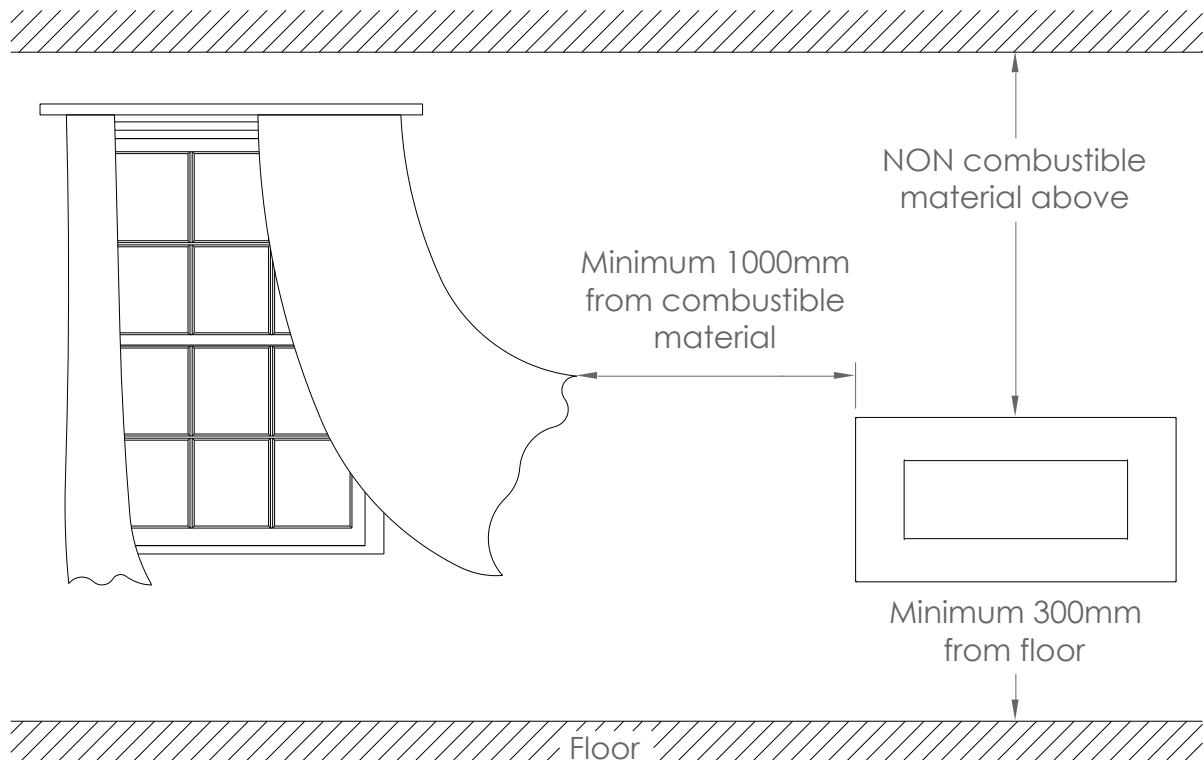 NON combustible
material above
Minimum 1000mm
from combustible
material
Minimum 300mm
from floor
Floor